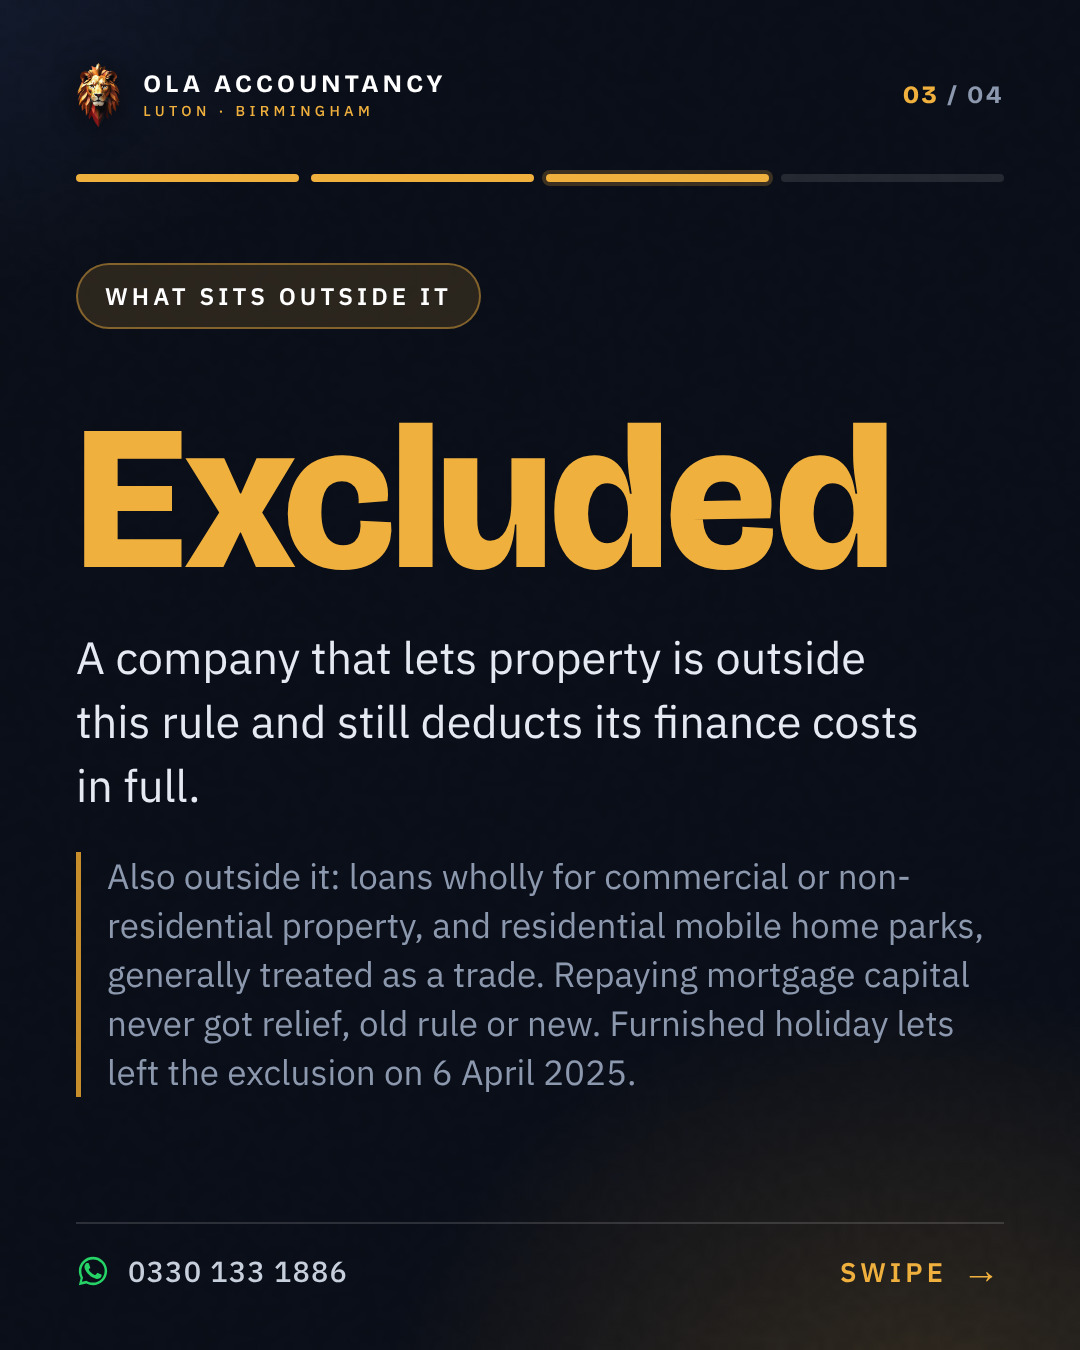 OLA ACCOUNTANCY
LUTON · BIRMINGHAM
03 / 04
WHAT SITS OUTSIDE IT
Excluded
A company that lets property is outside
this rule and still deducts its finance costs
in full.
Also outside it: loans wholly for commercial or non-
residential property, and residential mobile home parks,
generally treated as a trade. Repaying mortgage capital
never got relief, old rule or new. Furnished holiday lets
left the exclusion on 6 April 2025.
0330 133 1886
SWIPE →